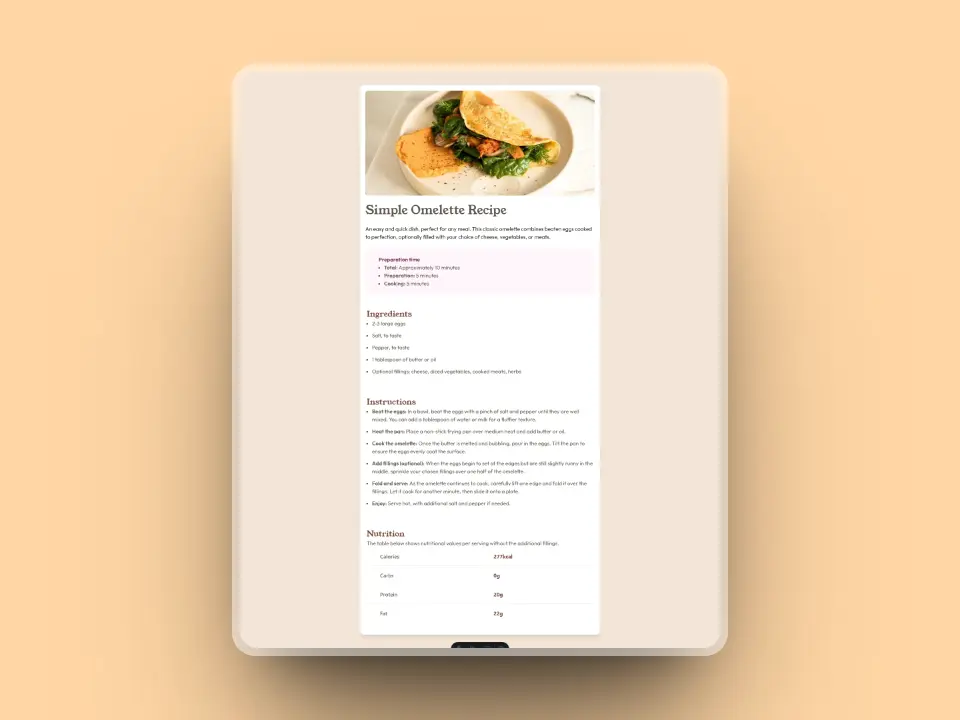 Simple Omelette Recipe
An easy and quick dish, perfect for any meal. This classic omelette combines beaten eggs cooked
to perfection, optionally filled with your choice of cheese, vegetables, or meats.
Preparation time
• Total: Approximately 10 minutes
• Preparation: 5 minutes
• Cooking: 5 minutes
Ingredients
• 2-3 large eggs
• Salt, to taste
• Pepper, to taste
• 1 tablespoon of butter or oil
• Optional fillings: cheese, diced vegetables, cooked meats, herbs
Instructions
• Beat the eggs: In a bowl, beat the eggs with a pinch of salt and pepper until they are well
mixed. You can add a tablespoon of water or milk for a fluffier texture.
• Heat the pan: Place a non-stick frying pan over medium heat and add butter or oil.
• Cook the omelette: Once the butter is melted and bubbling, pour in the eggs. Tilt the pan to
ensure the eggs evenly coat the surface.
• Add fillings (optional): When the eggs begin to set at the edges but are still slightly runny in the
middle, sprinkle your chosen fillings over one half of the omelette.
• Fold and serve: As the omelette continues to cook, carefully lift one edge and fold it over the
fillings. Let it cook for another minute, then slide it onto a plate.
• Enjoy: Serve hot, with additional salt and pepper if needed.
Nutrition
The table below shows nutritional values per serving without the additional fillings.
Calories 277kcal
Carbs 0g
Protein 20g
Fat 22g